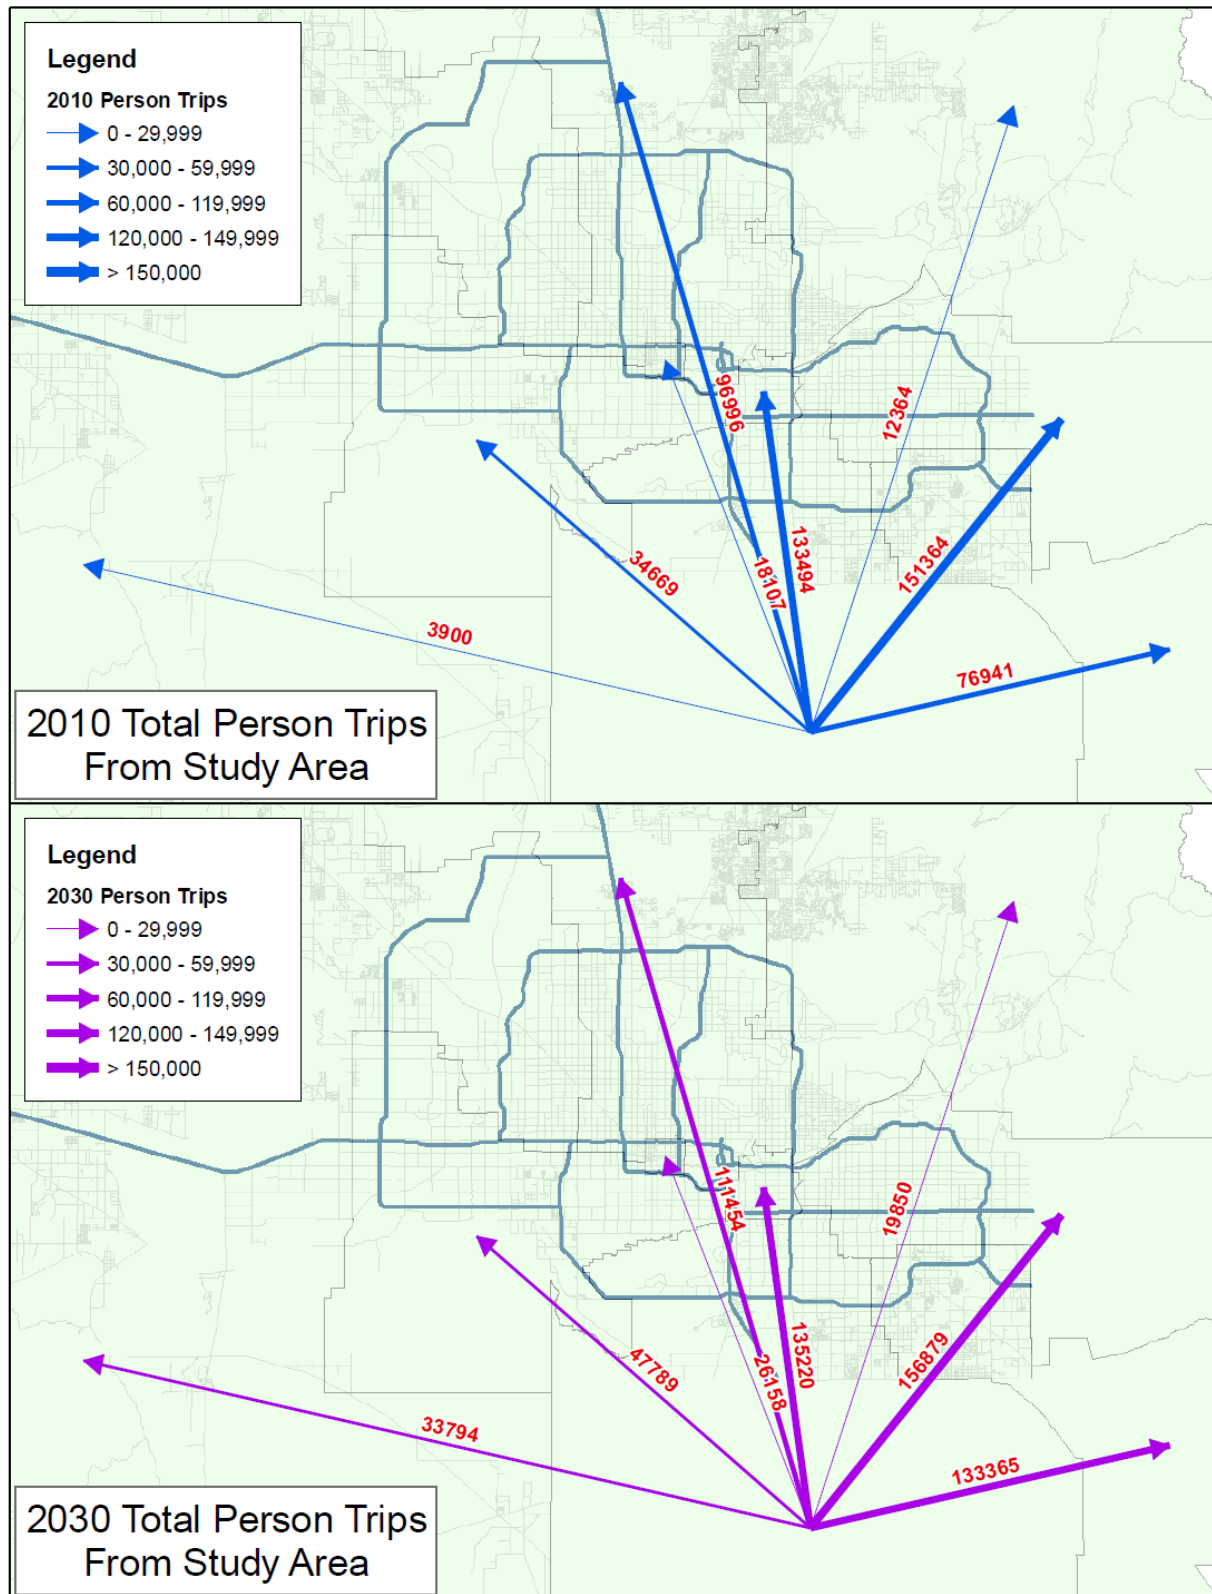 Legend
2010 Person Trips
0 - 29,999
30,000 - 59,999
60,000 - 119,999
120,000 - 149,999
> 150,000
96996
12364
133494
151364
34669
18107
3900
76941
2010 Total Person Trips
From Study Area
Legend
2030 Person Trips
0 - 29,999
30,000 - 59,999
60,000 - 119,999
120,000 - 149,999
> 150,000
111454
19850
135220
156879
47789
26158
33794
133365
2030 Total Person Trips
From Study Area